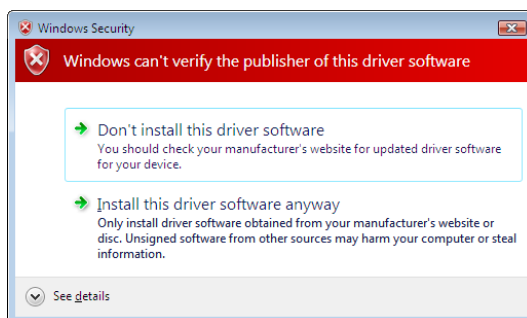 Windows Security
Windows can't verify the publisher of this driver software
Don't install this driver software
You should check your manufacturer's website for updated driver software
for your device.
Install this driver software anyway
Only install driver software obtained from your manufacturer's website or
disc. Unsigned software from other sources may harm your computer or steal
information.
See details